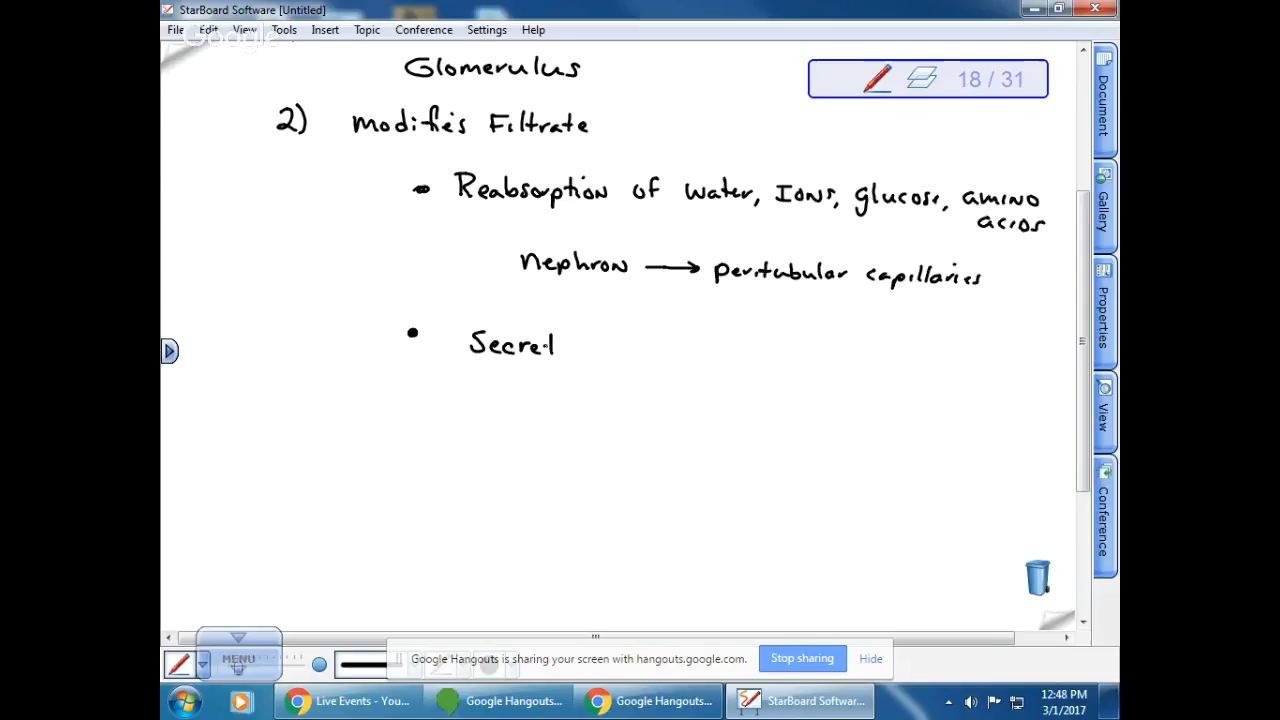 StarBoard Software [Untitled]
File Edit View Tools Insert Topic Conference Settings Help
Google
Glomerulus
18 / 31
2) Modifies Filtrate
• Reabsorption of water, Ions, glucose, amino
acids
nephron → peritubular capillaries
• Secret
Document
Gallery
Properties
View
Conference
MENU
Google Hangouts is sharing your screen with hangouts.google.com.
Stop sharing
Hide
Live Events - You...
Google Hangouts...
Google Hangouts...
StarBoard Softwar...
12:48 PM
3/1/2017